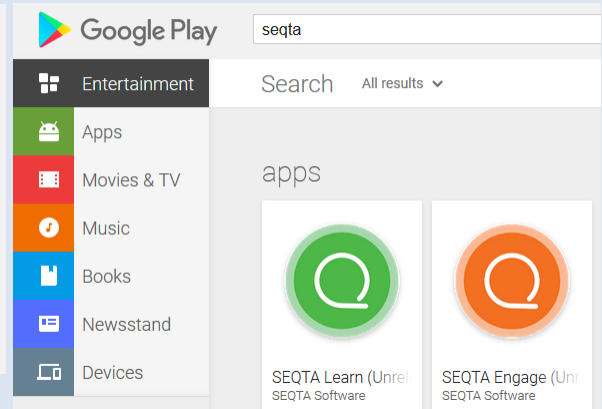 Google Play
seqta
Entertainment
Search
All results
Apps
Movies & TV
Music
Books
Newsstand
Devices
apps
SEQTA Learn (Unrel
SEQTA Software
SEQTA Engage (Unr
SEQTA Software